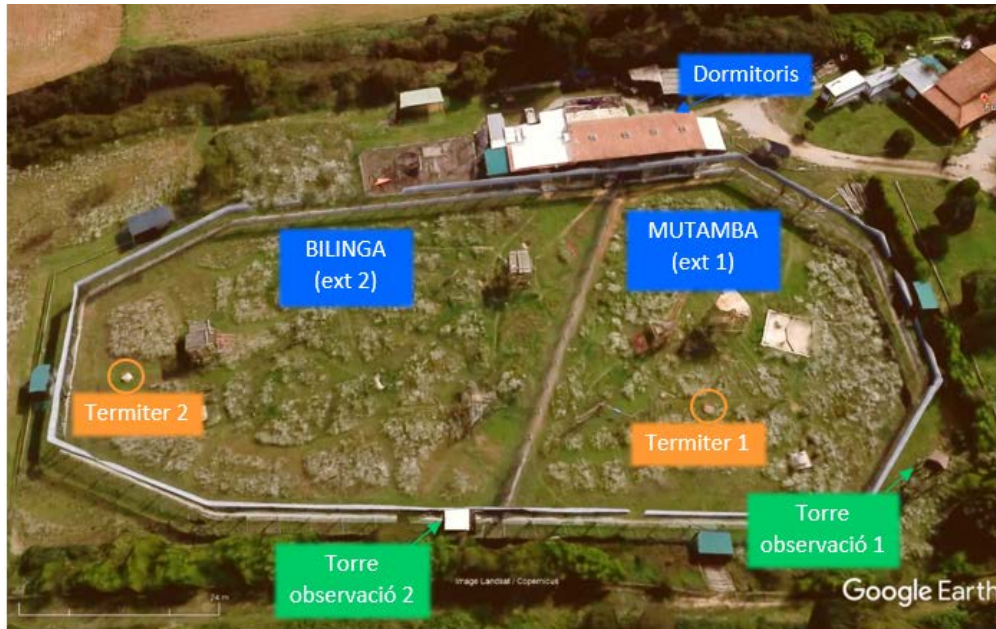 Dormitoris
BILINGA
(ext 2)
MUTAMBA
(ext 1)
Termiter 2
Termiter 1
Torre
observació 1
Torre
observació 2
Image Landsat / Copernicus
24 m
Google Earth